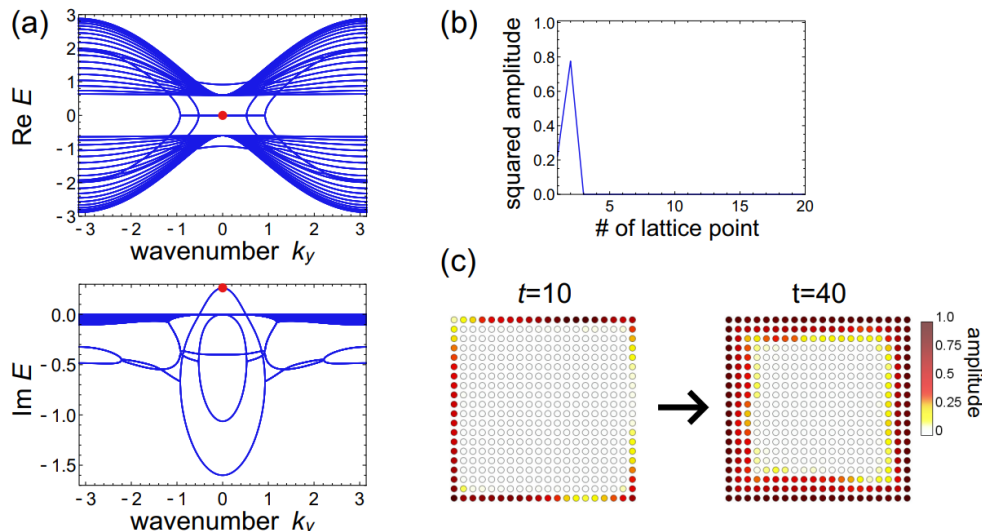 (a)
Re E
3
2
1
0
-1
-2
-3
-3 -2 -1 0 1 2 3
wavenumber ky
Im E
0.0
-0.5
-1.0
-1.5
-3 -2 -1 0 1 2 3
wavenumber ky
(b)
squared amplitude
1.0
0.8
0.6
0.4
0.2
0.0
5 10 15 20
# of lattice point
(c)
t=10
t=40
1.0
0.75
0.5
0.25
0
amplitude